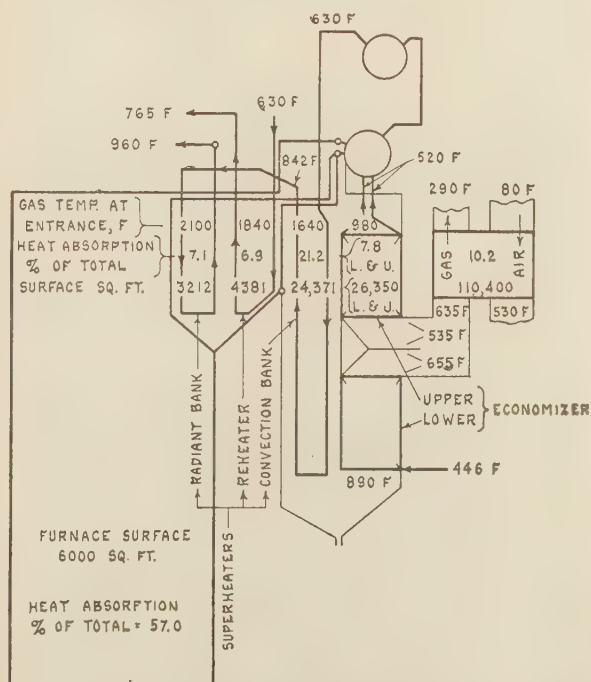 630 F
765 F
630 F
960 F
842 F
520 F
290 F
80 F
GAS TEMP. AT
ENTRANCE, F
2100
1840
1640
980
HEAT ABSORPTION
% OF TOTAL
7.1
6.9
21.2
7.8
L. & U.
GAS
10.2
AIR
SURFACE SQ. FT.
3212
4381
24,371
26,350
L. & U.
110,400
635 F
530 F
535 F
655 F
RADIANT BANK
REHEATER
CONVECTION BANK
UPPER
LOWER
ECONOMIZER
890 F
446 F
SUPERHEATERS
FURNACE SURFACE
6000 SQ. FT.
HEAT ABSORPTION
% OF TOTAL = 57.0